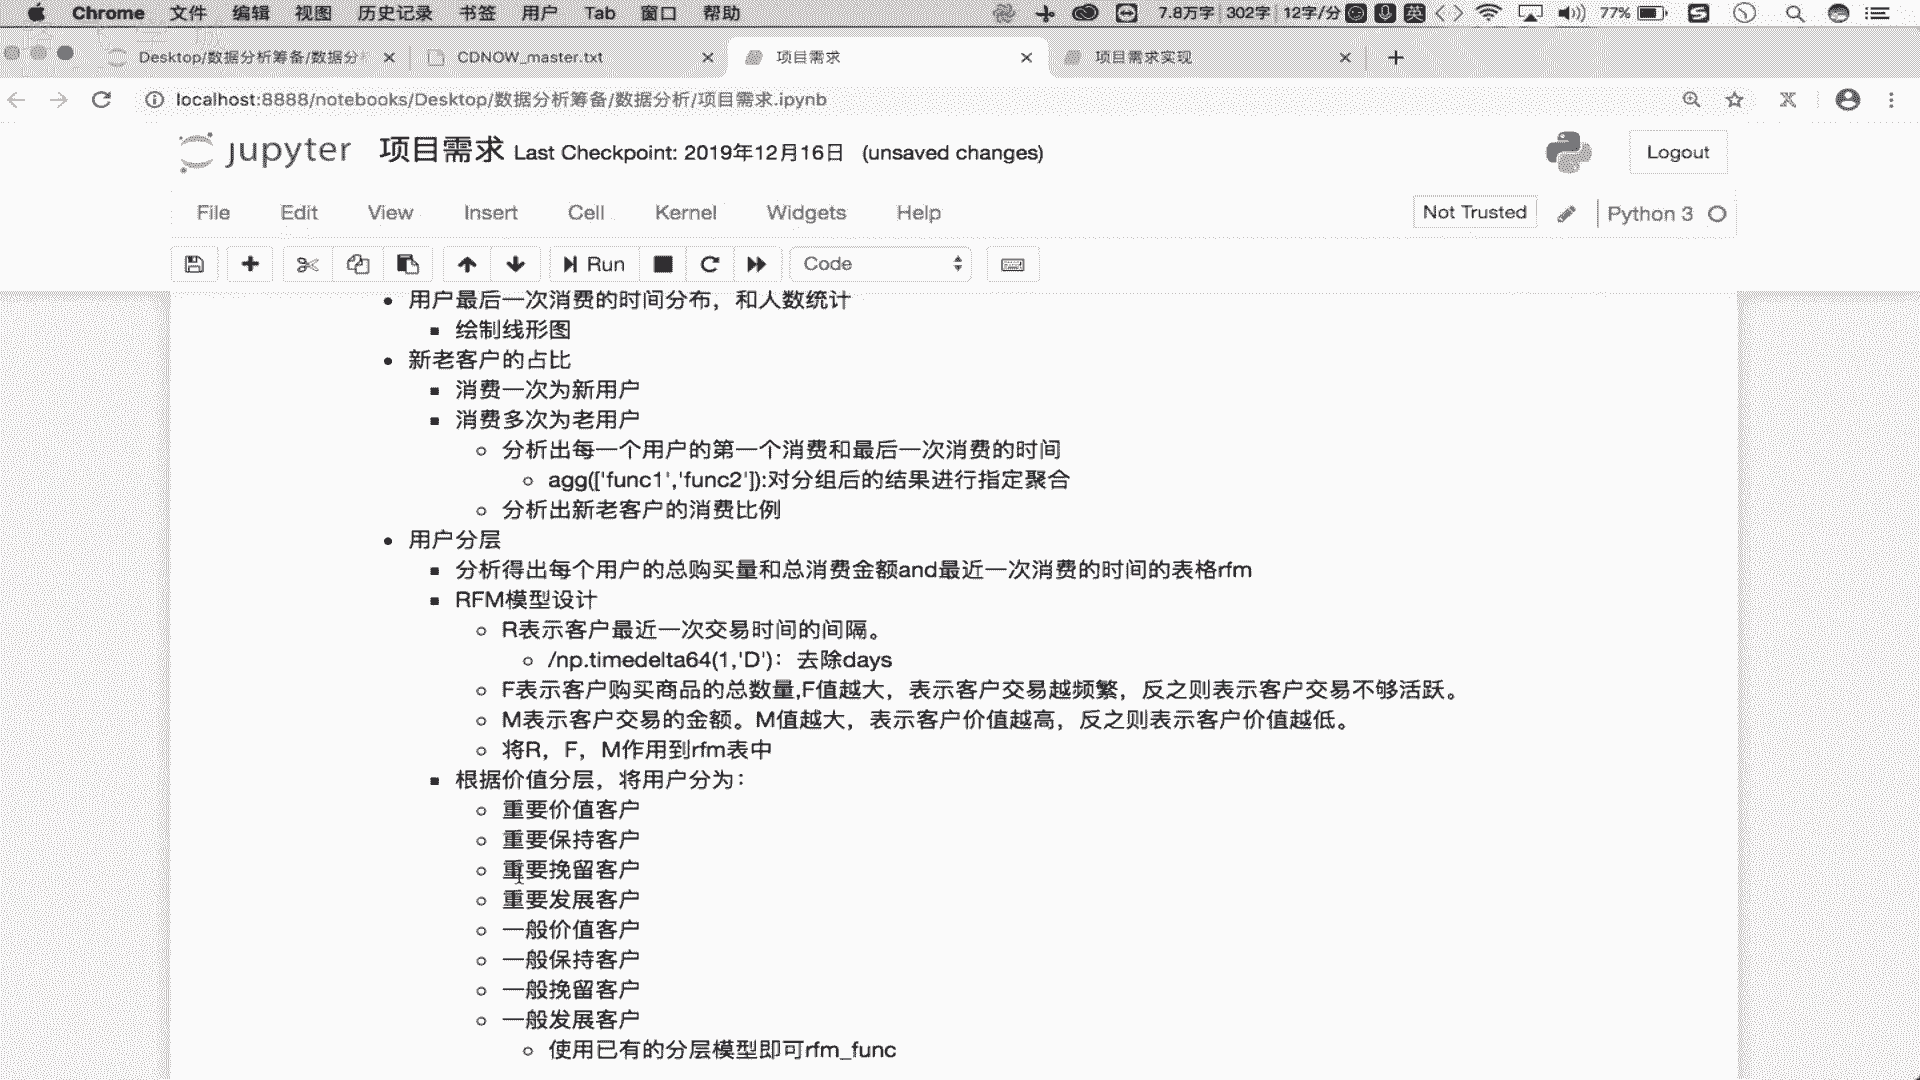 Chrome 文件 编辑 视图 历史记录 书签 用户 Tab 窗口 帮助 7.8万字 302字 12字/分 英 77%
Desktop/数据分析筹备/数据分 CDNOW_master.txt 项目需求 项目需求实现
localhost:8888/notebooks/Desktop/数据分析筹备/数据分析/项目需求.ipynb
jupyter 项目需求 Last Checkpoint: 2019年12月16日 (unsaved changes) Logout
File Edit View Insert Cell Kernel Widgets Help Not Trusted Python 3
Run Code
用户最后一次消费的时间分布，和人数统计
绘制线形图
新老客户的占比
消费一次为新用户
消费多次为老用户
分析出每一个用户的第一个消费和最后一次消费的时间
agg(['func1','func2']):对分组后的结果进行指定聚合
分析出新老客户的消费比例
用户分层
分析得出每个用户的总购买量和总消费金额and最近一次消费的时间的表格rfm
RFM模型设计
R表示客户最近一次交易时间的间隔。
/np.timedelta64(1,'D')：去除days
F表示客户购买商品的总数量,F值越大，表示客户交易越频繁，反之则表示客户交易不够活跃。
M表示客户交易的金额。M值越大，表示客户价值越高，反之则表示客户价值越低。
将R，F，M作用到rfm表中
根据价值分层，将用户分为：
重要价值客户
重要保持客户
重要挽留客户
重要发展客户
一般价值客户
一般保持客户
一般挽留客户
一般发展客户
使用已有的分层模型即可rfm_func